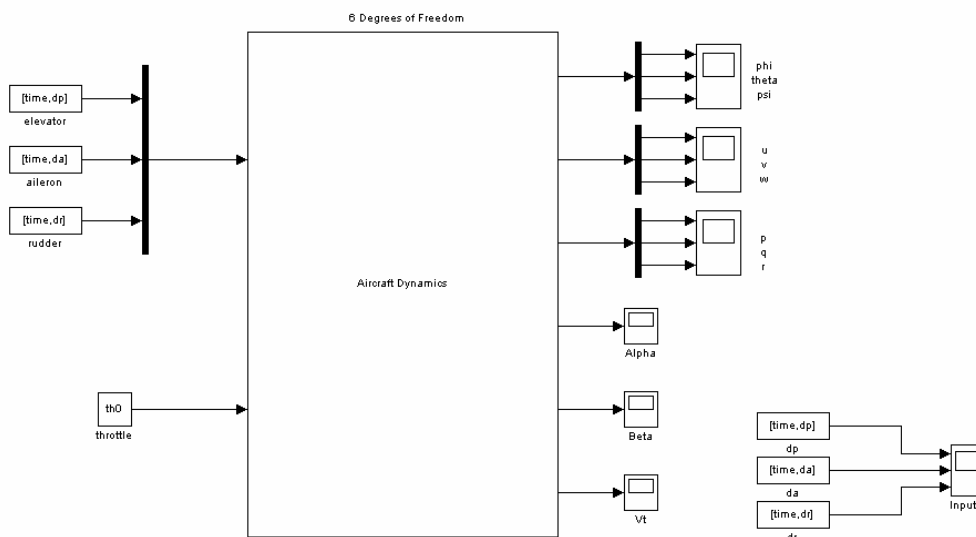 6 Degrees of Freedom
[time,dp]
elevator
[time,da]
aileron
[time,dr]
rudder
th0
throttle
Aircraft Dynamics
phi
theta
psi
u
v
w
p
q
r
Alpha
Beta
Vt
[time,dp]
dp
[time,da]
da
[time,dr]
Input